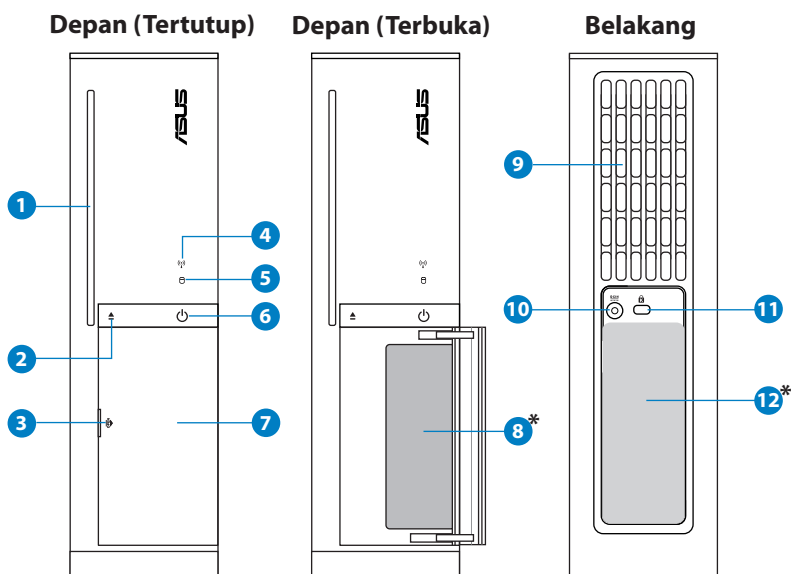 Depan (Tertutup)
Depan (Terbuka)
Belakang
ASUS
ASUS
1
2
3
4
5
6
7
8*
9
10
11
12*